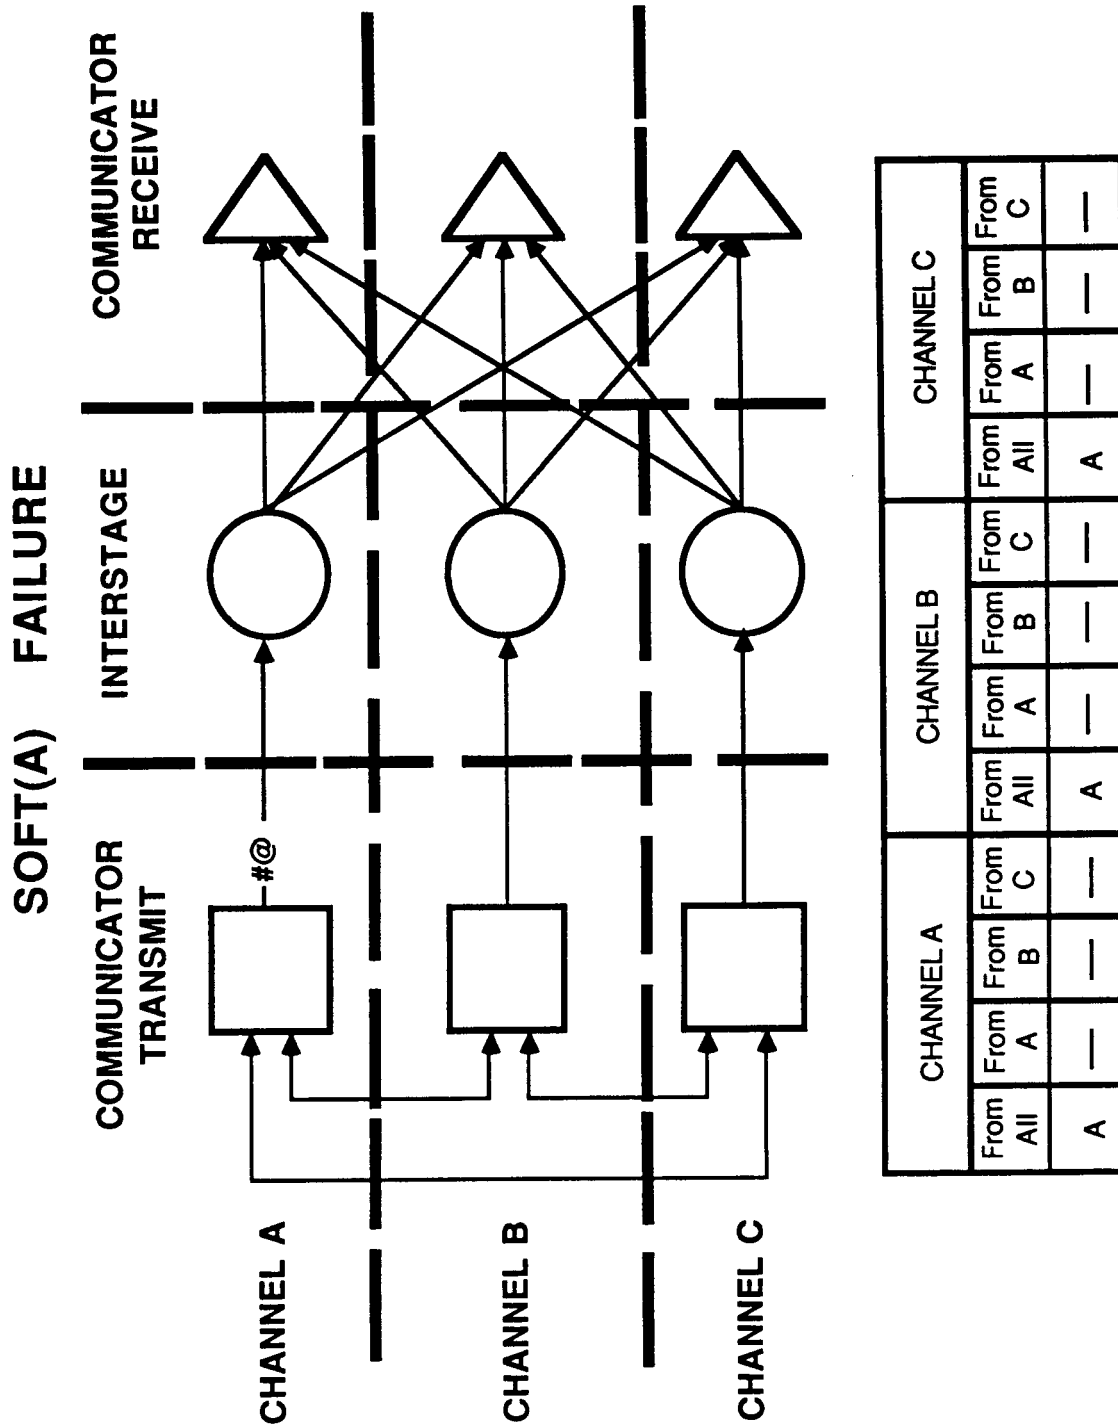 SOFT(A) FAILURE
COMMUNICATOR
TRANSMIT
INTERSTAGE
COMMUNICATOR
RECEIVE
CHANNEL A
#@
CHANNEL B
CHANNEL C
CHANNEL A CHANNEL B CHANNEL C
From All From A From B From C From All From A From B From C From All From A From B From C
A — — — A — — — A — — —